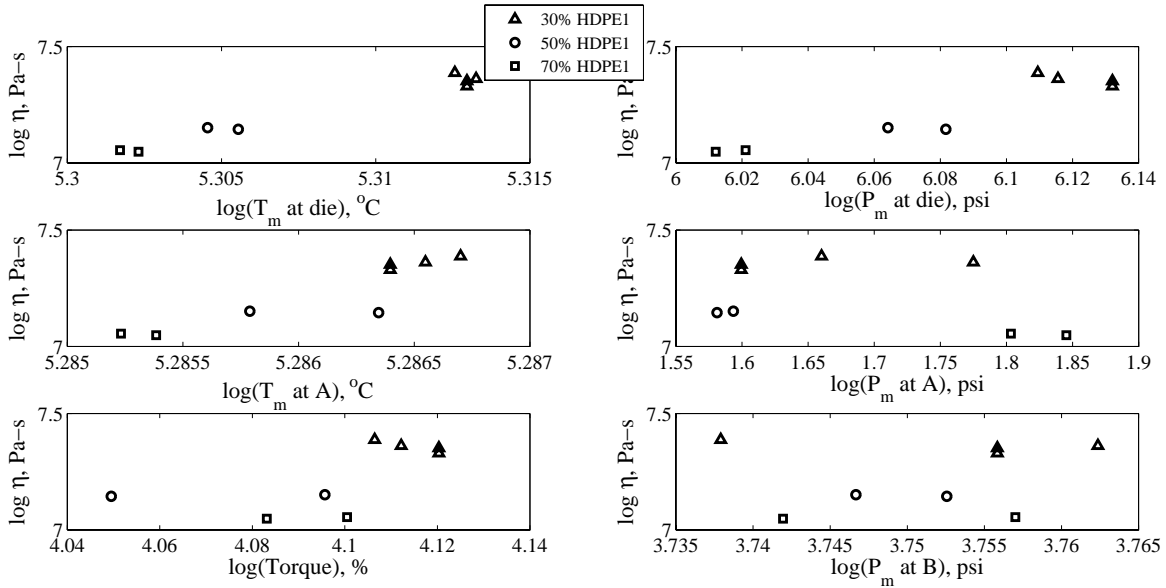 30% HDPE1
50% HDPE1
70% HDPE1
7.5
7
log η, Pa−s
5.3 5.305 5.31 5.315
log(T_m at die), °C
7.5
7
log η, Pa−s
6 6.02 6.04 6.06 6.08 6.1 6.12 6.14
log(P_m at die), psi
7.5
7
log η, Pa−s
5.285 5.2855 5.286 5.2865 5.287
log(T_m at A), °C
7.5
7
log η, Pa−s
1.55 1.6 1.65 1.7 1.75 1.8 1.85 1.9
log(P_m at A), psi
7.5
7
log η, Pa−s
4.04 4.06 4.08 4.1 4.12 4.14
log(Torque), %
7.5
7
log η, Pa−s
3.735 3.74 3.745 3.75 3.755 3.76 3.765
log(P_m at B), psi